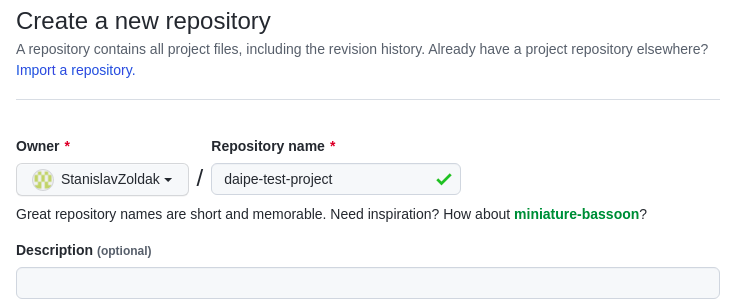 Create a new repository
A repository contains all project files, including the revision history. Already have a project repository elsewhere?
Import a repository.
Owner * Repository name *
StanislavZoldak / daipe-test-project
Great repository names are short and memorable. Need inspiration? How about miniature-bassoon?
Description (optional)